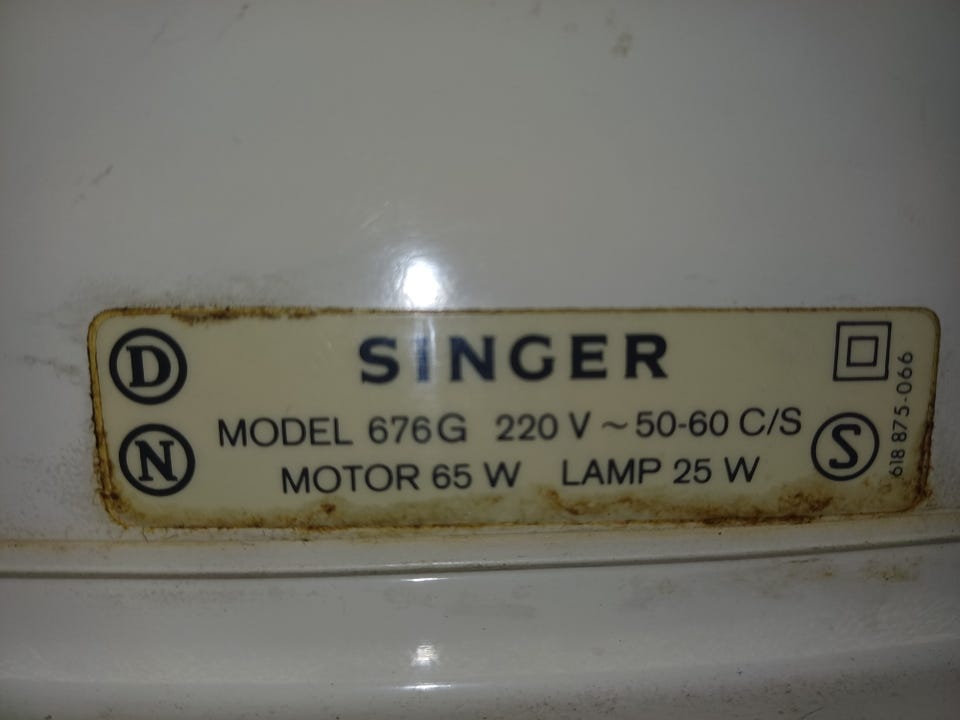 D
SINGER
MODEL 676G 220 V ~ 50-60 C/S
N
MOTOR 65 W LAMP 25 W
S
618 875-066